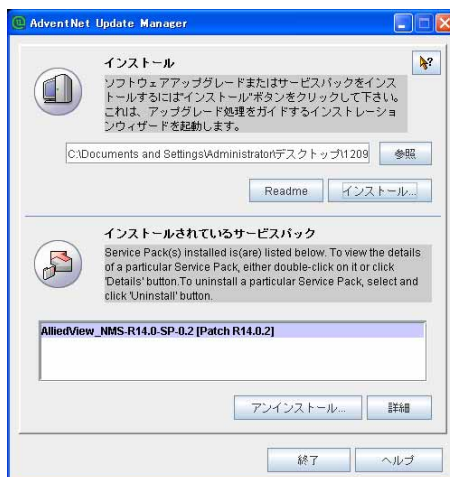 AdventNet Update Manager
インストール
ソフトウェアアップグレードまたはサービスパックをインス
トールするには"インストール"ボタンをクリックして下さい。
これは、アップグレード処理をガイドするインストレーショ
ンウィザードを起動します。
C:\Documents and Settings\Administrator\デスクトップ\1209
参照
Readme
インストール...
インストールされているサービスパック
Service Pack(s) installed is(are) listed below. To view the details
of a particular Service Pack, either double-click on it or click
'Details' button.To uninstall a particular Service Pack, select and
click 'Uninstall' button.
AlliedView_NMS-R14.0-SP-0.2 [Patch R14.0.2]
アンインストール...
詳細
終了
ヘルプ